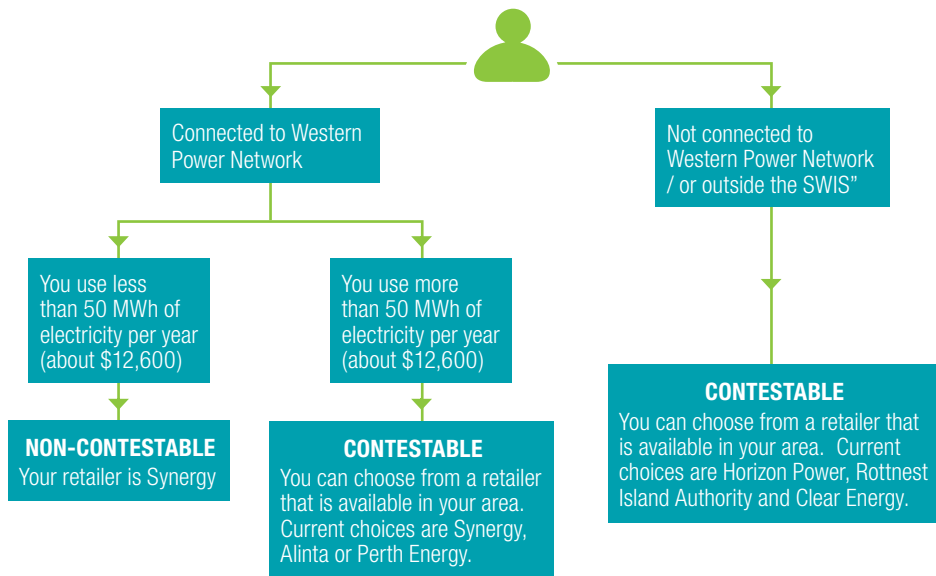 Connected to Western
Power Network
Not connected to
Western Power Network
/ or outside the SWIS”
You use less
than 50 MWh of
electricity per year
(about $12,600)
You use more
than 50 MWh of
electricity per year
(about $12,600)
NON-CONTESTABLE
Your retailer is Synergy
CONTESTABLE
You can choose from a retailer
that is available in your area.
Current choices are Synergy,
Alinta or Perth Energy.
CONTESTABLE
You can choose from a retailer that
is available in your area.  Current
choices are Horizon Power, Rottnest
Island Authority and Clear Energy.